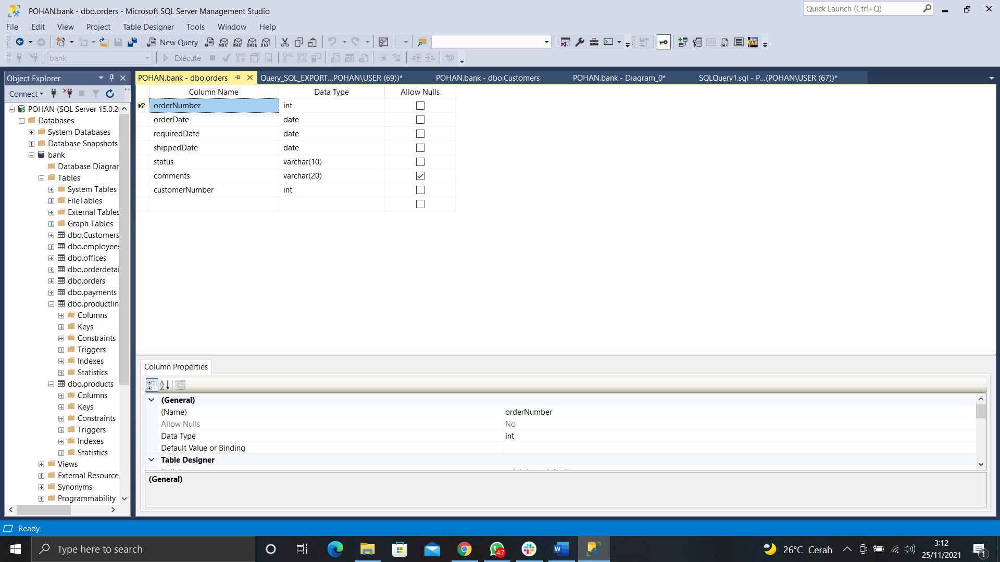 POHAN.bank - dbo.orders - Microsoft SQL Server Management Studio
Quick Launch (Ctrl+Q)
File Edit View Project Table Designer Tools Window Help
New Query
MDX DMX XMLA DAX
bank
Execute
Object Explorer
POHAN.bank - dbo.orders
Query_SQL_EXPORT...POHAN\USER (69))*
POHAN.bank - dbo.Customers
POHAN.bank - Diagram_0*
SQLQuery1.sql - P...(POHAN\USER (67))*
Connect
POHAN (SQL Server 15.0.2
Databases
System Databases
Database Snapshots
bank
Database Diagrar
Tables
System Tables
FileTables
External Tables
Graph Tables
dbo.Customers
dbo.employees
dbo.offices
dbo.orderdetai
dbo.orders
dbo.payments
dbo.productlin
Columns
Keys
Constraints
Triggers
Indexes
Statistics
dbo.products
Columns
Keys
Constraints
Triggers
Indexes
Statistics
Views
External Resource
Synonyms
Programmability
Column Name Data Type Allow Nulls
orderNumber int
orderDate date
requiredDate date
shippedDate date
status varchar(10)
comments varchar(20)
customerNumber int
Column Properties
(General)
(Name) orderNumber
Allow Nulls No
Data Type int
Default Value or Binding
Table Designer
(General)
Ready
Type here to search
47
26°C Cerah
3:12
25/11/2021
1